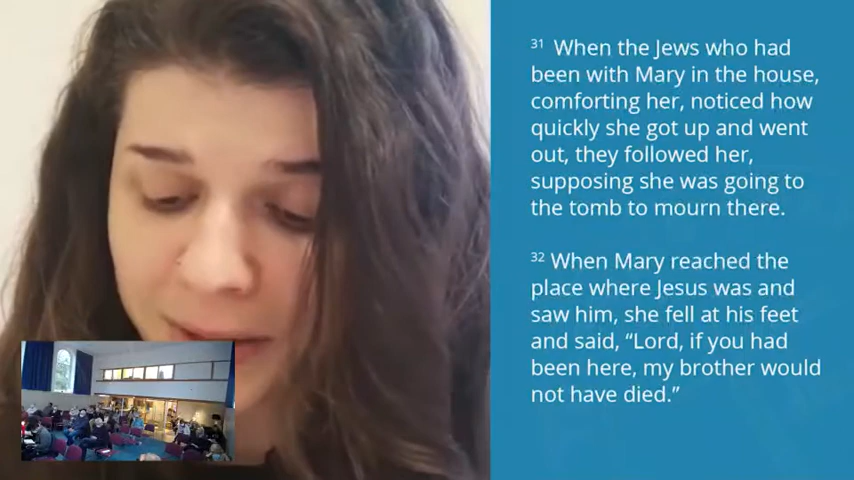 31 When the Jews who had
been with Mary in the house,
comforting her, noticed how
quickly she got up and went
out, they followed her,
supposing she was going to
the tomb to mourn there.
32 When Mary reached the
place where Jesus was and
saw him, she fell at his feet
and said, “Lord, if you had
been here, my brother would
not have died.”